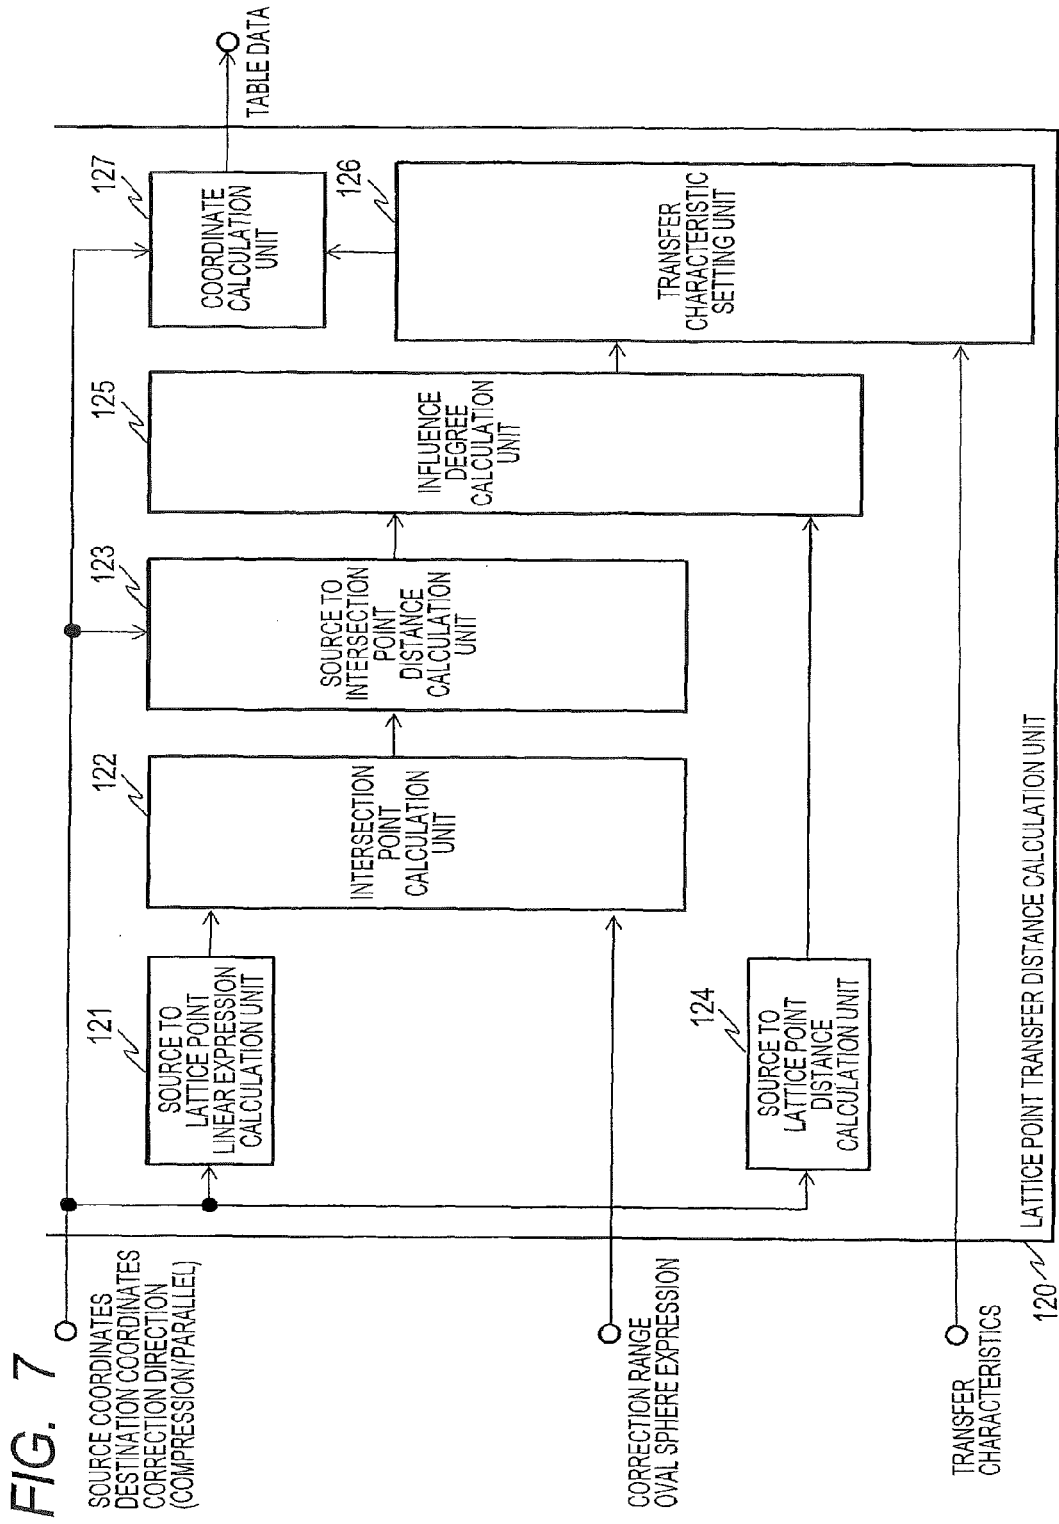 FIG. 7
SOURCE COORDINATES
DESTINATION COORDINATES
CORRECTION DIRECTION
(COMPRESSION/PARALLEL)
121
SOURCE TO
LATTICE POINT
LINEAR EXPRESSION
CALCULATION UNIT
122
INTERSECTION
POINT
CALCULATION
UNIT
123
SOURCE TO
INTERSECTION
POINT
DISTANCE
CALCULATION
UNIT
125
INFLUENCE
DEGREE
CALCULATION
UNIT
127
COORDINATE
CALCULATION
UNIT
TABLE DATA
126
TRANSFER
CHARACTERISTIC
SETTING UNIT
CORRECTION RANGE
OVAL SPHERE EXPRESSION
124
SOURCE TO
LATTICE POINT
DISTANCE
CALCULATION UNIT
TRANSFER
CHARACTERISTICS
120
LATTICE POINT TRANSFER DISTANCE CALCULATION UNIT